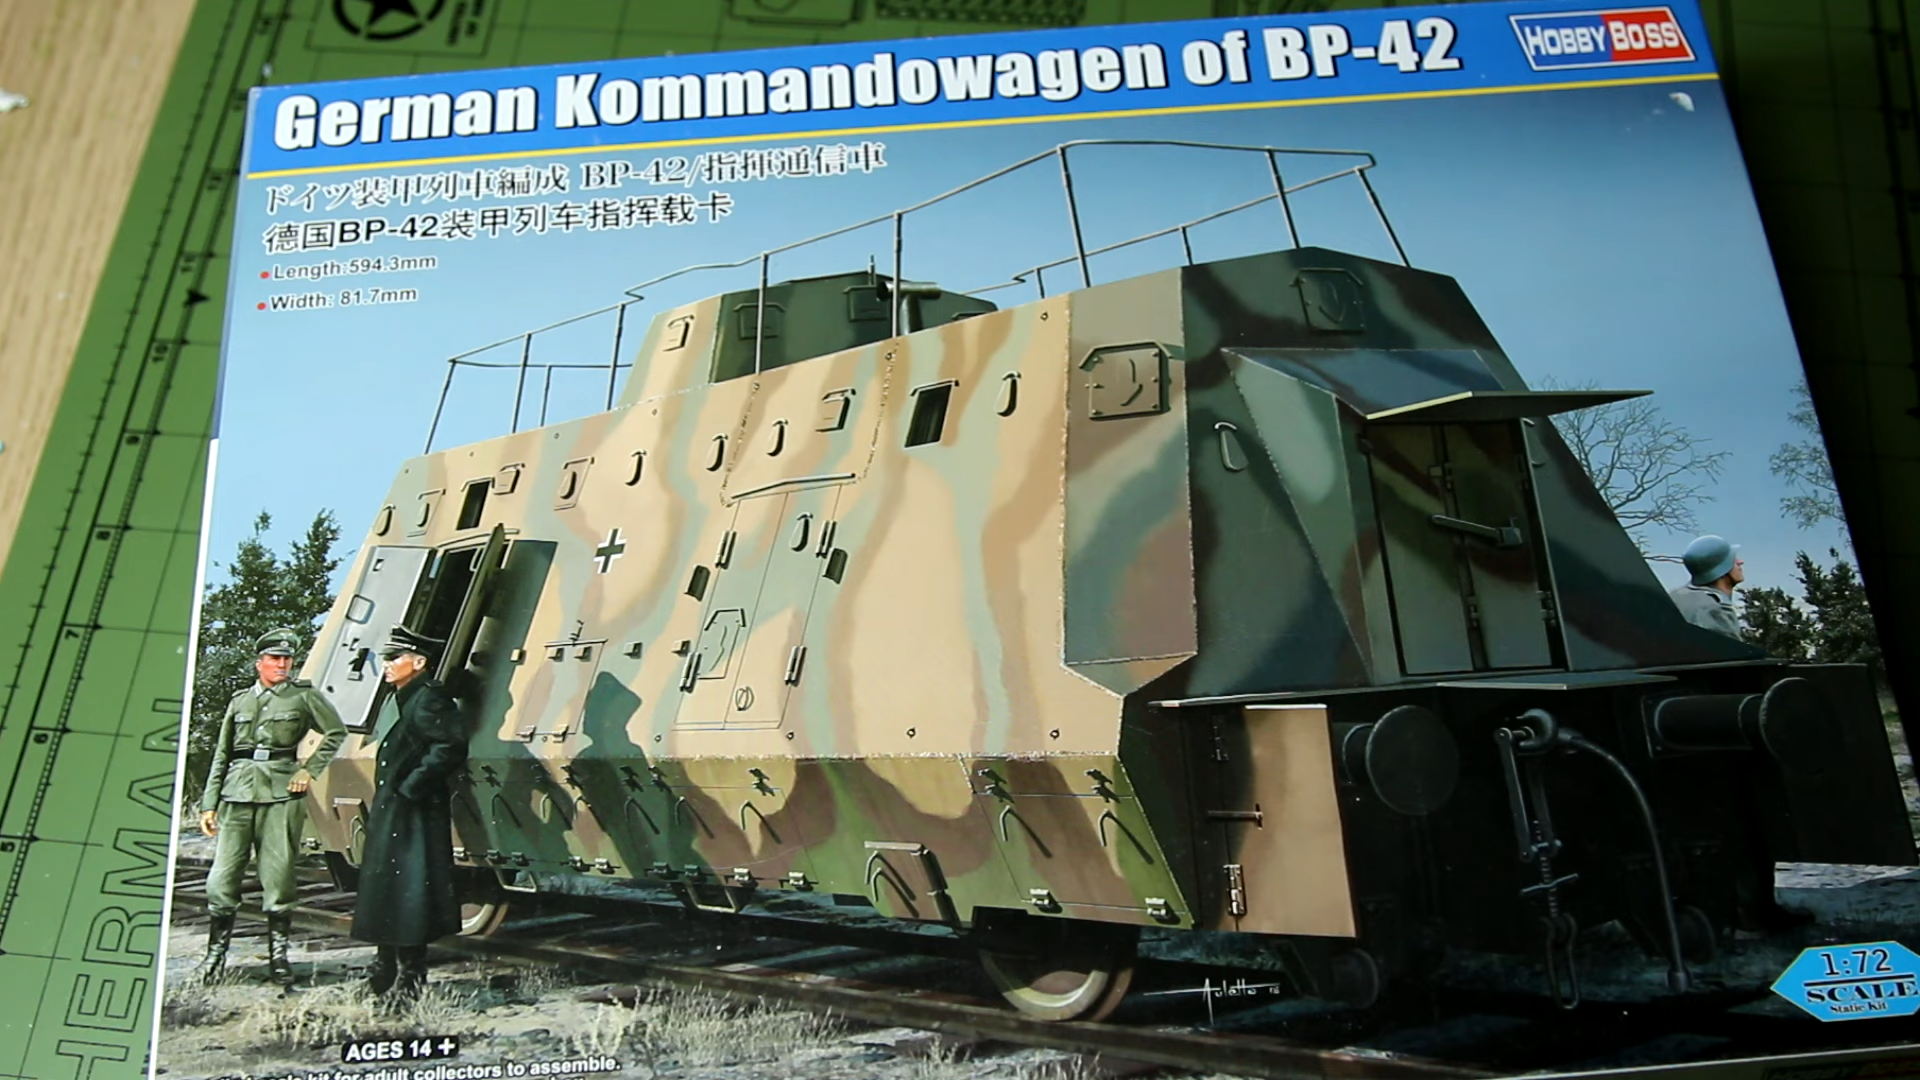 German Kommandowagen of BP-42
HOBBY BOSS
ドイツ装甲列車編成 BP-42/指揮通信車
德国BP-42装甲列车指挥载卡
Length:594.3mm
Width: 81.7mm
HERMAN
Auletta
1:72
SCALE
Static Kit
AGES 14 +
kit for adult collectors to assemble.